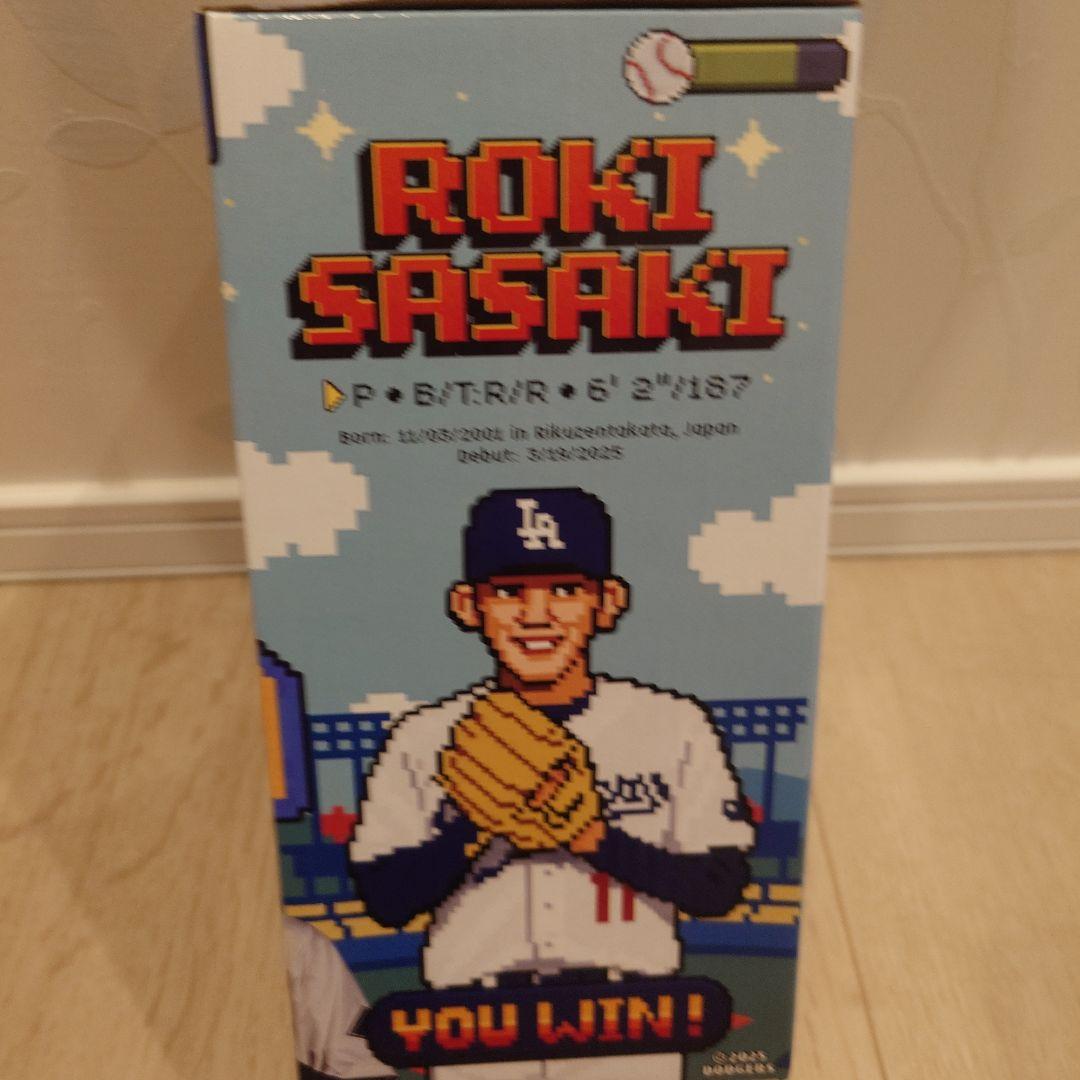 ROKI
SASAKI
P • B/T:R/R • 6' 2"/187
Born: 11/03/2001 in Rikuzentakata, Japan
Debut: 3/19/2025
LA
11
YOU WIN!
© 2025
DODGERS